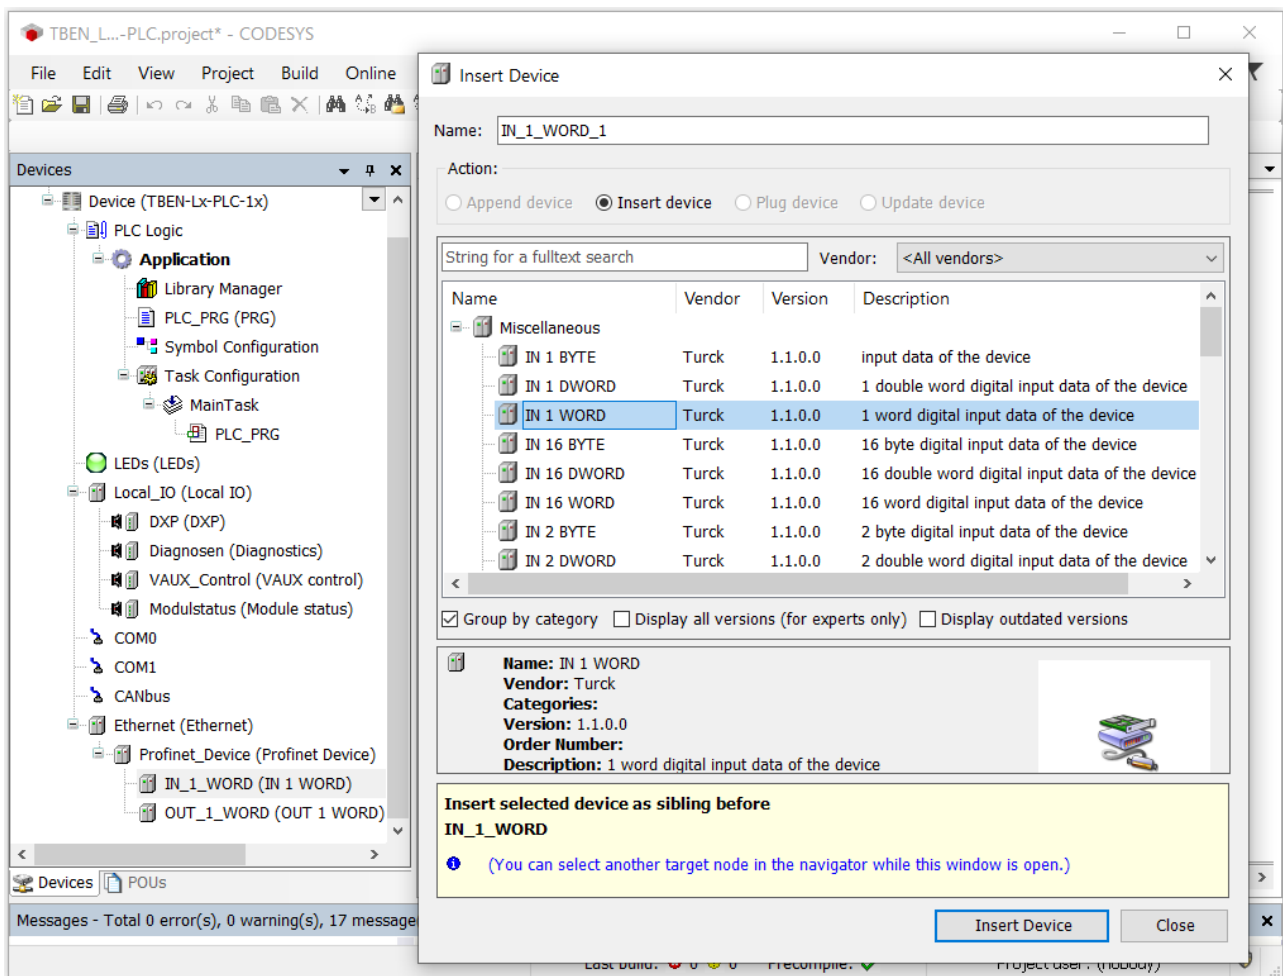 TBEN_L...-PLC.project* - CODESYS
File Edit View Project Build Online
Devices
Device (TBEN-Lx-PLC-1x)
PLC Logic
Application
Library Manager
PLC_PRG (PRG)
Symbol Configuration
Task Configuration
MainTask
PLC_PRG
LEDs (LEDs)
Local_IO (Local IO)
DXP (DXP)
Diagnosen (Diagnostics)
VAUX_Control (VAUX control)
Modulstatus (Module status)
COM0
COM1
CANbus
Ethernet (Ethernet)
Profinet_Device (Profinet Device)
IN_1_WORD (IN 1 WORD)
OUT_1_WORD (OUT 1 WORD)
Devices POUs
Messages - Total 0 error(s), 0 warning(s), 17 message
Insert Device
Name: IN_1_WORD_1
Action:
Append device Insert device Plug device Update device
String for a fulltext search Vendor: <All vendors>
Name Vendor Version Description
Miscellaneous
IN 1 BYTE Turck 1.1.0.0 input data of the device
IN 1 DWORD Turck 1.1.0.0 1 double word digital input data of the device
IN 1 WORD Turck 1.1.0.0 1 word digital input data of the device
IN 16 BYTE Turck 1.1.0.0 16 byte digital input data of the device
IN 16 DWORD Turck 1.1.0.0 16 double word digital input data of the device
IN 16 WORD Turck 1.1.0.0 16 word digital input data of the device
IN 2 BYTE Turck 1.1.0.0 2 byte digital input data of the device
IN 2 DWORD Turck 1.1.0.0 2 double word digital input data of the device
Group by category Display all versions (for experts only) Display outdated versions
Name: IN 1 WORD
Vendor: Turck
Categories:
Version: 1.1.0.0
Order Number:
Description: 1 word digital input data of the device
Insert selected device as sibling before
IN_1_WORD
(You can select another target node in the navigator while this window is open.)
Insert Device Close
Last build: 0 0 Precompile: Project user: (nobody)